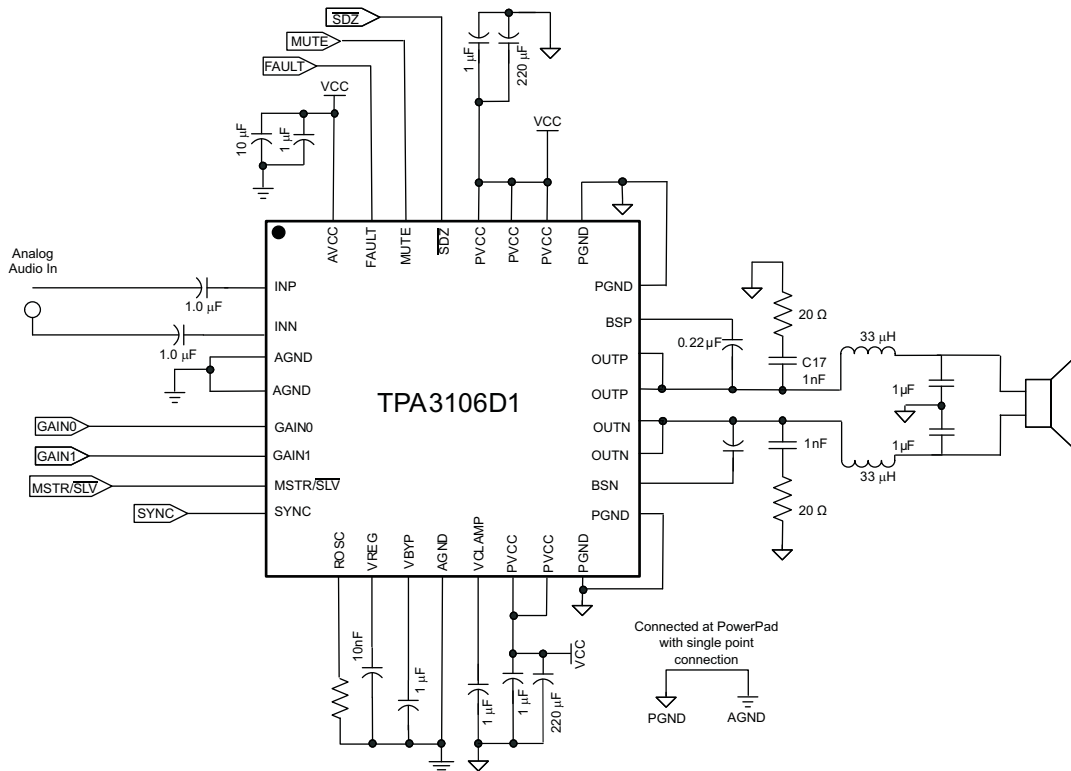 SDZ
MUTE
FAULT
VCC
10 µF
1 µF
1 µF
220 µF
VCC
AVCC
FAULT
MUTE
SDZ
PVCC
PVCC
PVCC
PGND
Analog
Audio In
1.0 µF
1.0 µF
INP
INN
AGND
AGND
GAIN0
GAIN0
GAIN1
GAIN1
MSTR/SLV
MSTR/SLV
SYNC
SYNC
TPA3106D1
PGND
BSP
OUTP
OUTP
OUTN
OUTN
BSN
PGND
0.22 µF
20 Ω
C17
1nF
33 µH
1µF
1µF
1nF
33 µH
20 Ω
ROSC
VREG
VBYP
AGND
VCLAMP
PVCC
PVCC
PGND
10nF
1 µF
1 µF
1 µF
220 µF
VCC
Connected at PowerPad
with single point
connection
PGND
AGND